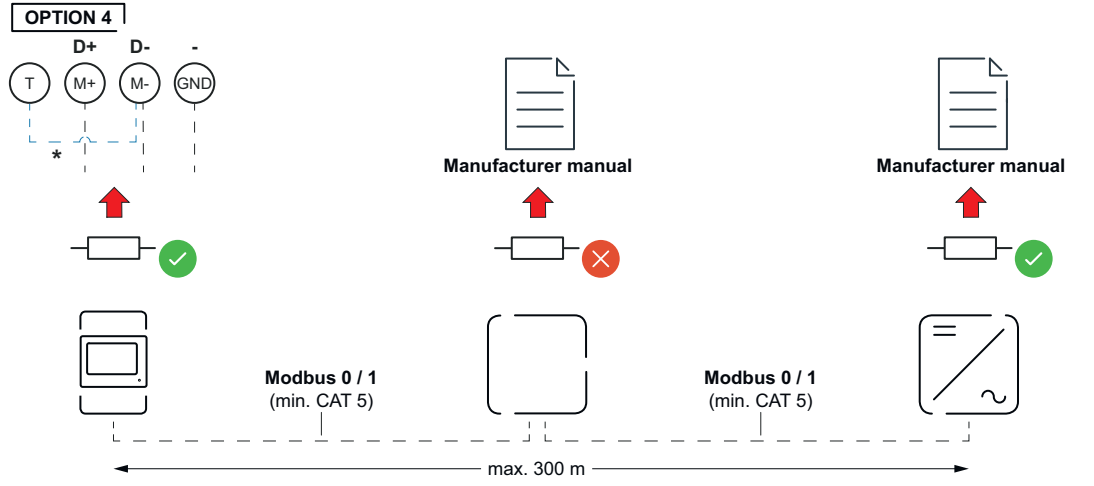 OPTION 4
D+ D- -
T M+ M- GND
*
Manufacturer manual
Manufacturer manual
Modbus 0 / 1
(min. CAT 5)
Modbus 0 / 1
(min. CAT 5)
max. 300 m